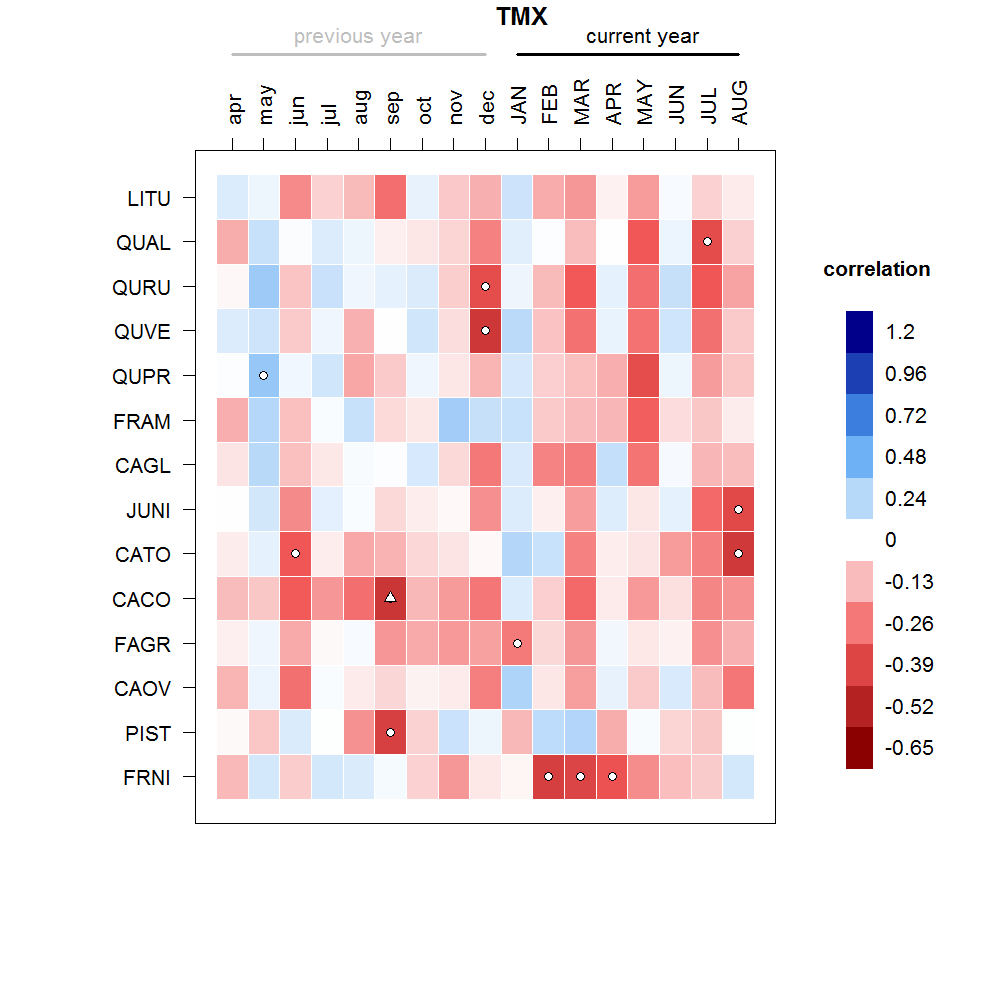 TMX
previous year current year
apr may jun jul aug sep oct nov dec JAN FEB MAR APR MAY JUN JUL AUG
LITU
QUAL
QURU
QUVE
QUPR
FRAM
CAGL
JUNI
CATO
CACO
FAGR
CAOV
PIST
FRNI
correlation
1.2
0.96
0.72
0.48
0.24
0
-0.13
-0.26
-0.39
-0.52
-0.65